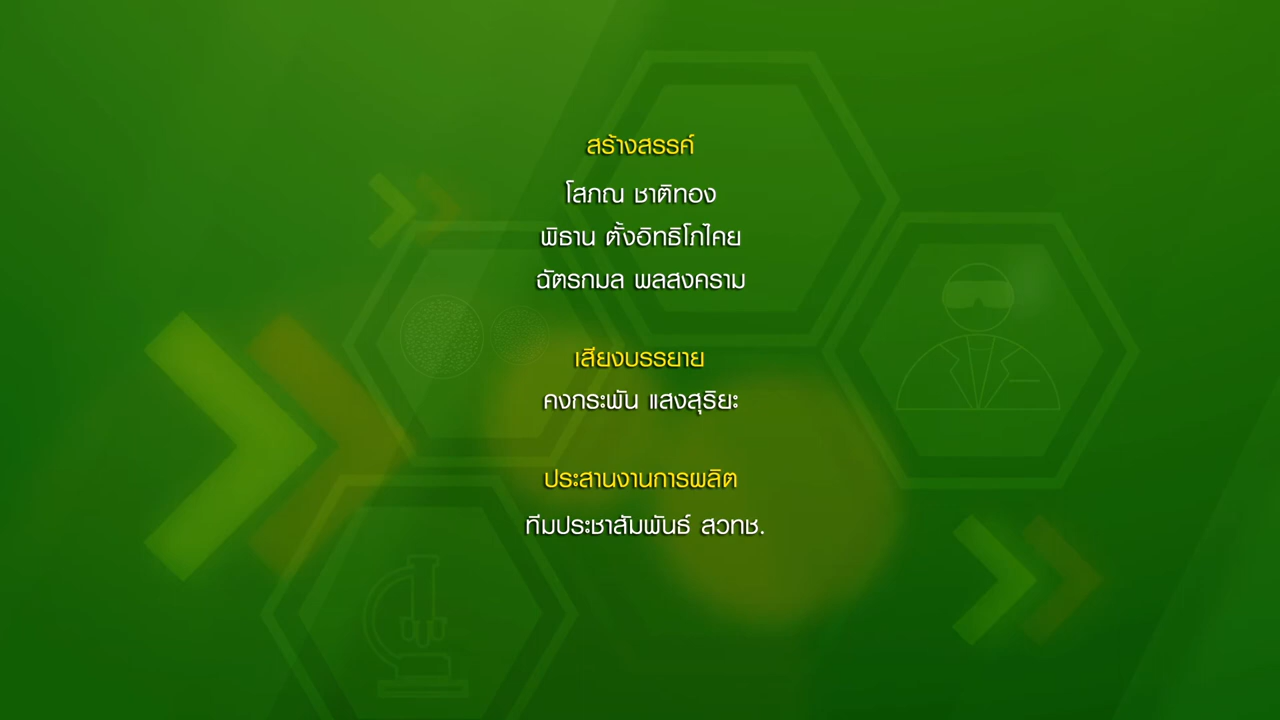 สร้างสรรค์
โสภณ ชาติทอง
พิธาน ตั้งอิทธิโภไคย
ฉัตรกมล พลสงคราม
เสียงบรรยาย
คงกระพัน แสงสุริยะ
ประสานงานการผลิต
ทีมประชาสัมพันธ์ สวทช.